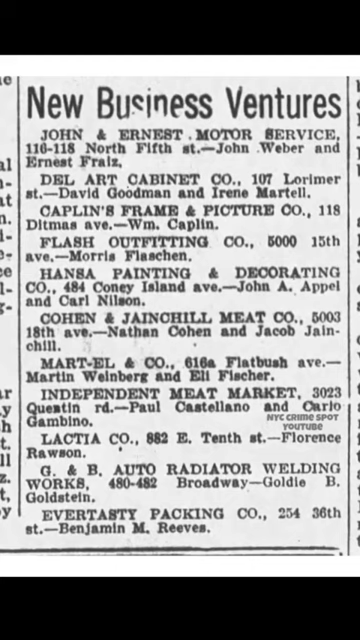 New Business Ventures
JOHN & ERNEST MOTOR SERVICE,
116-118 North Fifth st.—John Weber and
Ernest Fraiz.
DEL ART CABINET CO., 107 Lorimer
st.—David Goodman and Irene Martell.
CAPLIN'S FRAME & PICTURE CO., 118
Ditmas ave.—Wm. Caplin.
FLASH OUTFITTING CO., 5000 15th
ave.—Morris Flaschen.
HANSA PAINTING & DECORATING
CO., 484 Coney Island ave.—John A. Appel
and Carl Nilson.
COHEN & JAINCHILL MEAT CO., 5003
18th ave.—Nathan Cohen and Jacob Jain-
chill.
MART-EL & CO., 616a Flatbush ave.—
Martin Weinberg and Eli Fischer.
INDEPENDENT MEAT MARKET, 3023
Quentin rd.—Paul Castellano and Carlo
Gambino.
NYC CRIME SPOT
YOUTUBE
LACTIA CO., 882 E. Tenth st.—Florence
Rawson.
G. & B. AUTO RADIATOR WELDING
WORKS, 480-482 Broadway—Goldie B.
Goldstein.
EVERTASTY PACKING CO., 254 36th
st.—Benjamin M. Reeves.